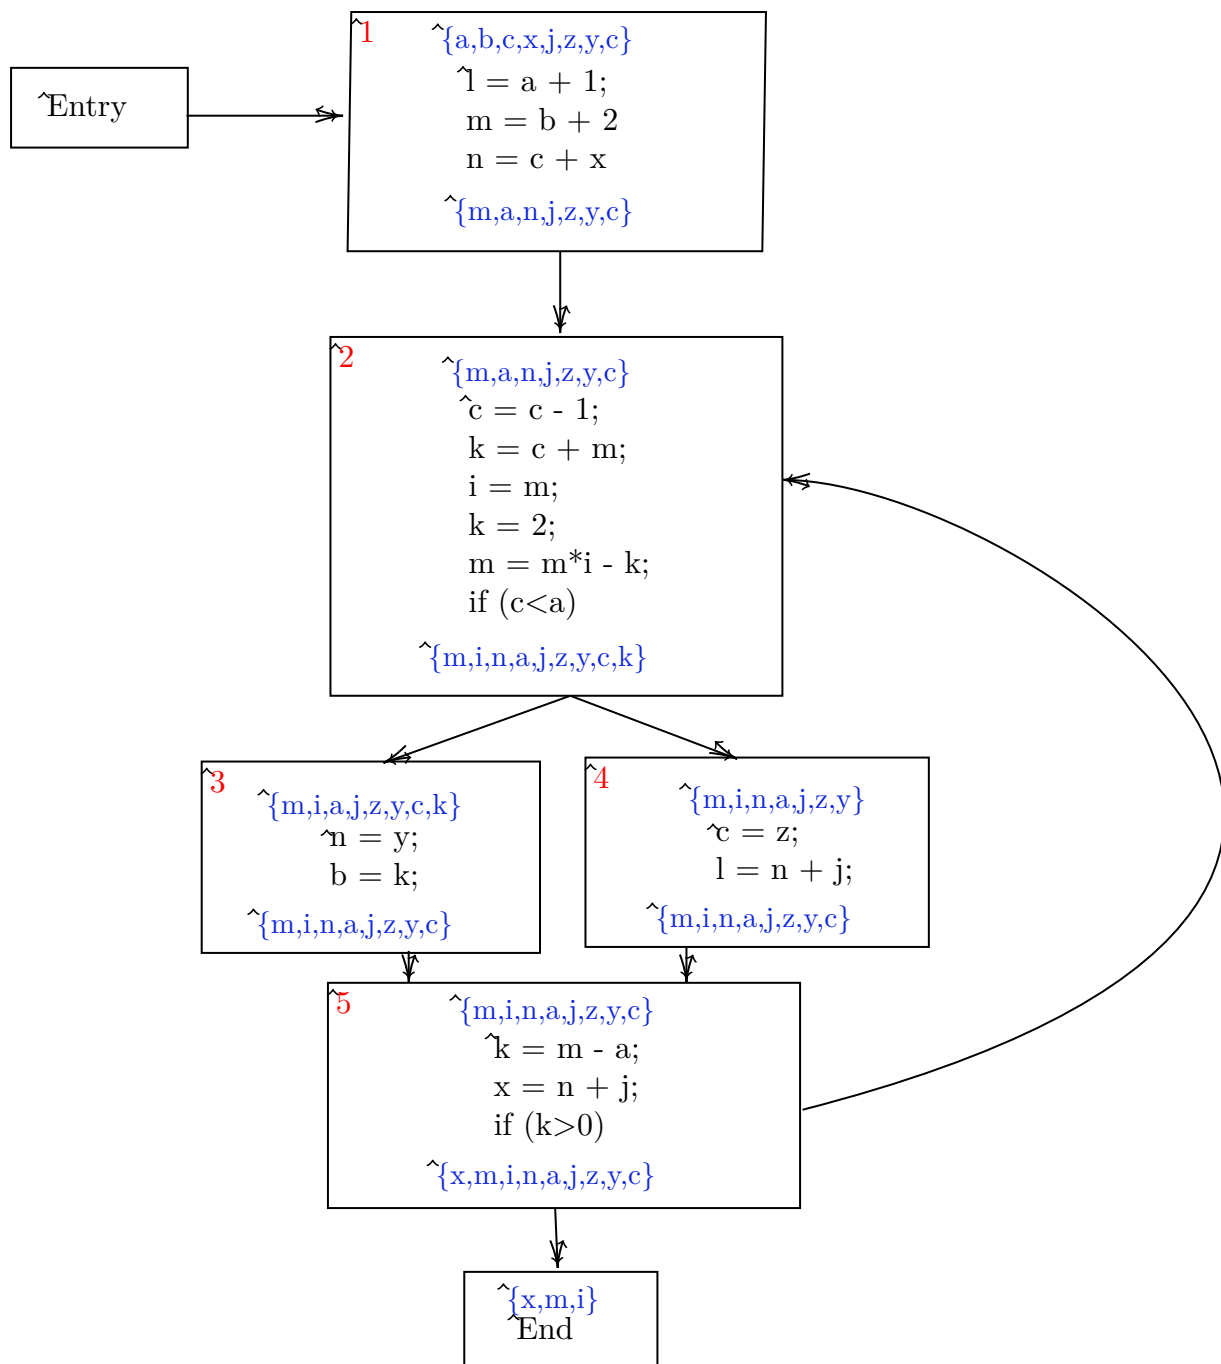 1
^{a,b,c,x,j,z,y,c}
^l = a + 1;
m = b + 2
n = c + x
^{m,a,n,j,z,y,c}
^Entry
^2
^{m,a,n,j,z,y,c}
^c = c - 1;
k = c + m;
i = m;
k = 2;
m = m*i - k;
if (c<a)
^{m,i,n,a,j,z,y,c,k}
^3
^{m,i,a,j,z,y,c,k}
^n = y;
b = k;
^{m,i,n,a,j,z,y,c}
^4
^{m,i,n,a,j,z,y}
^c = z;
l = n + j;
^{m,i,n,a,j,z,y,c}
^5
^{m,i,n,a,j,z,y,c}
^k = m - a;
x = n + j;
if (k>0)
^{x,m,i,n,a,j,z,y,c}
^{x,m,i}
^End